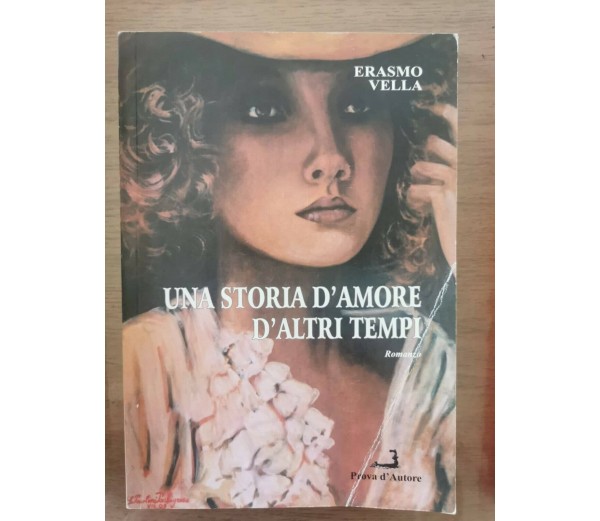 ERASMO
VELLA
UNA STORIA D'AMORE
D'ALTRI TEMPI
Romanzo
Prova d'Autore